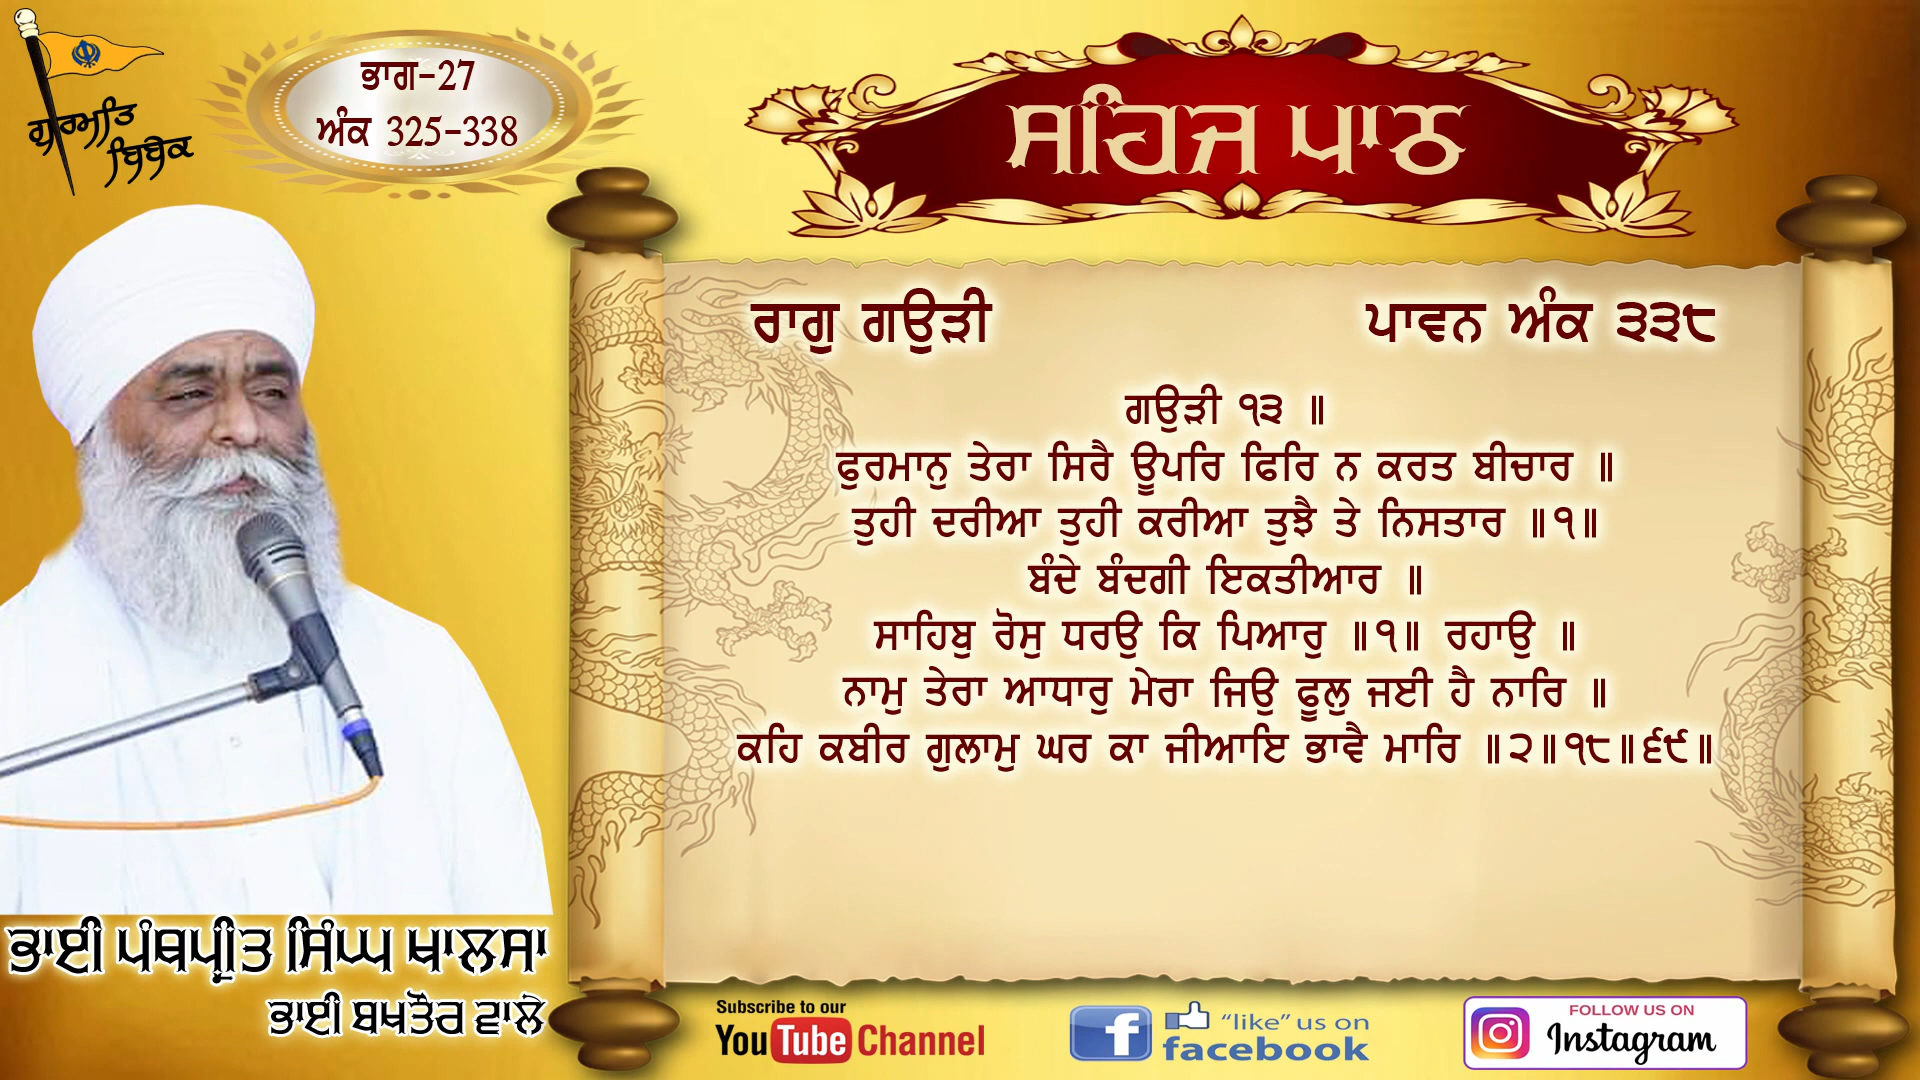 ਗੁਰਮਤਿ
ਬਿਬੇਕ
ਭਾਗ-27
ਅੰਕ 325-338
ਸਹਿਜ ਪਾਠ
ਰਾਗੁ ਗਉੜੀ
ਪਾਵਨ ਅੰਕ ੩੩੮
ਗਉੜੀ ੧੩ ॥
ਫੁਰਮਾਨੁ ਤੇਰਾ ਸਿਰੈ ਊਪਰਿ ਫਿਰਿ ਨ ਕਰਤ ਬੀਚਾਰ ॥
ਤੁਹੀ ਦਰੀਆ ਤੁਹੀ ਕਰੀਆ ਤੁਝੈ ਤੇ ਨਿਸਤਾਰ ॥੧॥
ਬੰਦੇ ਬੰਦਗੀ ਇਕਤੀਆਰ ॥
ਸਾਹਿਬੁ ਰੋਸੁ ਧਰਉ ਕਿ ਪਿਆਰੁ ॥੧॥ ਰਹਾਉ ॥
ਨਾਮੁ ਤੇਰਾ ਆਧਾਰੁ ਮੇਰਾ ਜਿਉ ਫੂਲੁ ਜਈ ਹੈ ਨਾਰਿ ॥
ਕਹਿ ਕਬੀਰ ਗੁਲਾਮੁ ਘਰ ਕਾ ਜੀਆਇ ਭਾਵੈ ਮਾਰਿ ॥੨॥੧੮॥੬੯॥
ਭਾਈ ਪੰਥਪ੍ਰੀਤ ਸਿੰਘ ਖਾਲਸਾ
ਭਾਈ ਬਖਤੌਰ ਵਾਲੇ
Subscribe to our
YouTube Channel
f "like" us on
facebook
FOLLOW US ON
Instagram